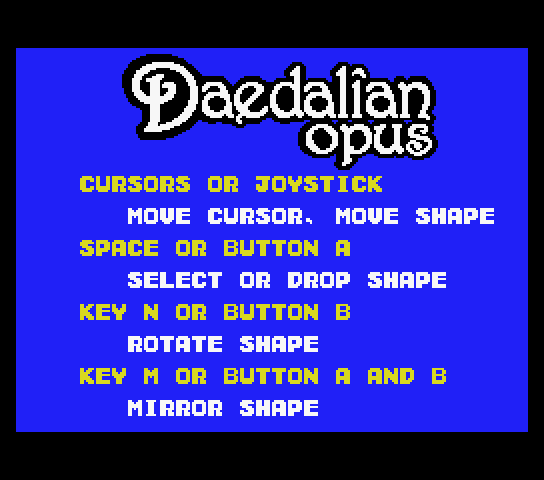 Daedalian
opus
CURSORS OR JOYSTICK
MOVE CURSOR, MOVE SHAPE
SPACE OR BUTTON A
SELECT OR DROP SHAPE
KEY N OR BUTTON B
ROTATE SHAPE
KEY M OR BUTTON A AND B
MIRROR SHAPE